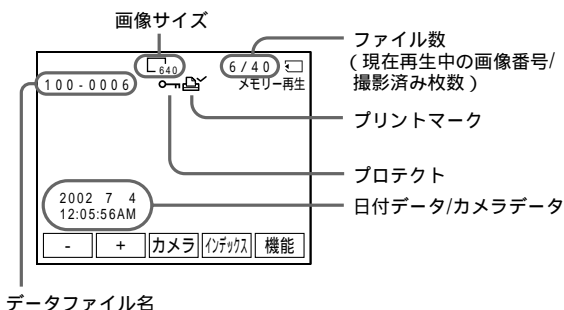 画像サイズ
ファイル数
(現在再生中の画像番号/
撮影済み枚数)
640
6/40
100-0006
メモリー再生
プリントマーク
プロテクト
2002 7 4
12:05:56AM
日付データ/カメラデータ
- + カメラ インデックス 機能
データファイル名